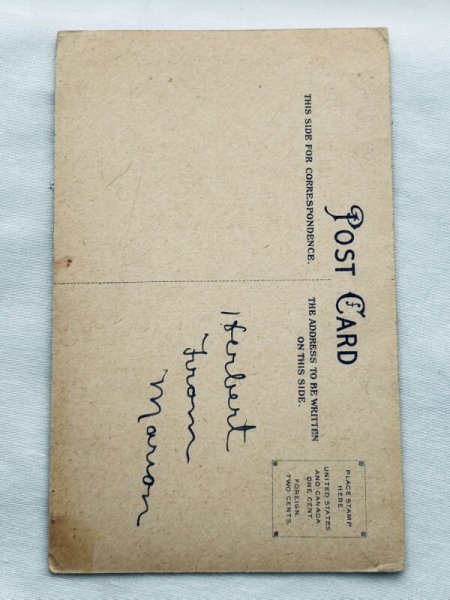 POST CARD
THIS SIDE FOR CORRESPONDENCE.
THE ADDRESS TO BE WRITTEN
ON THIS SIDE.
PLACE STAMP
HERE
UNITED STATES
AND CANADA
ONE CENT.
FOREIGN,
TWO CENTS.
Herbert
From
Marion